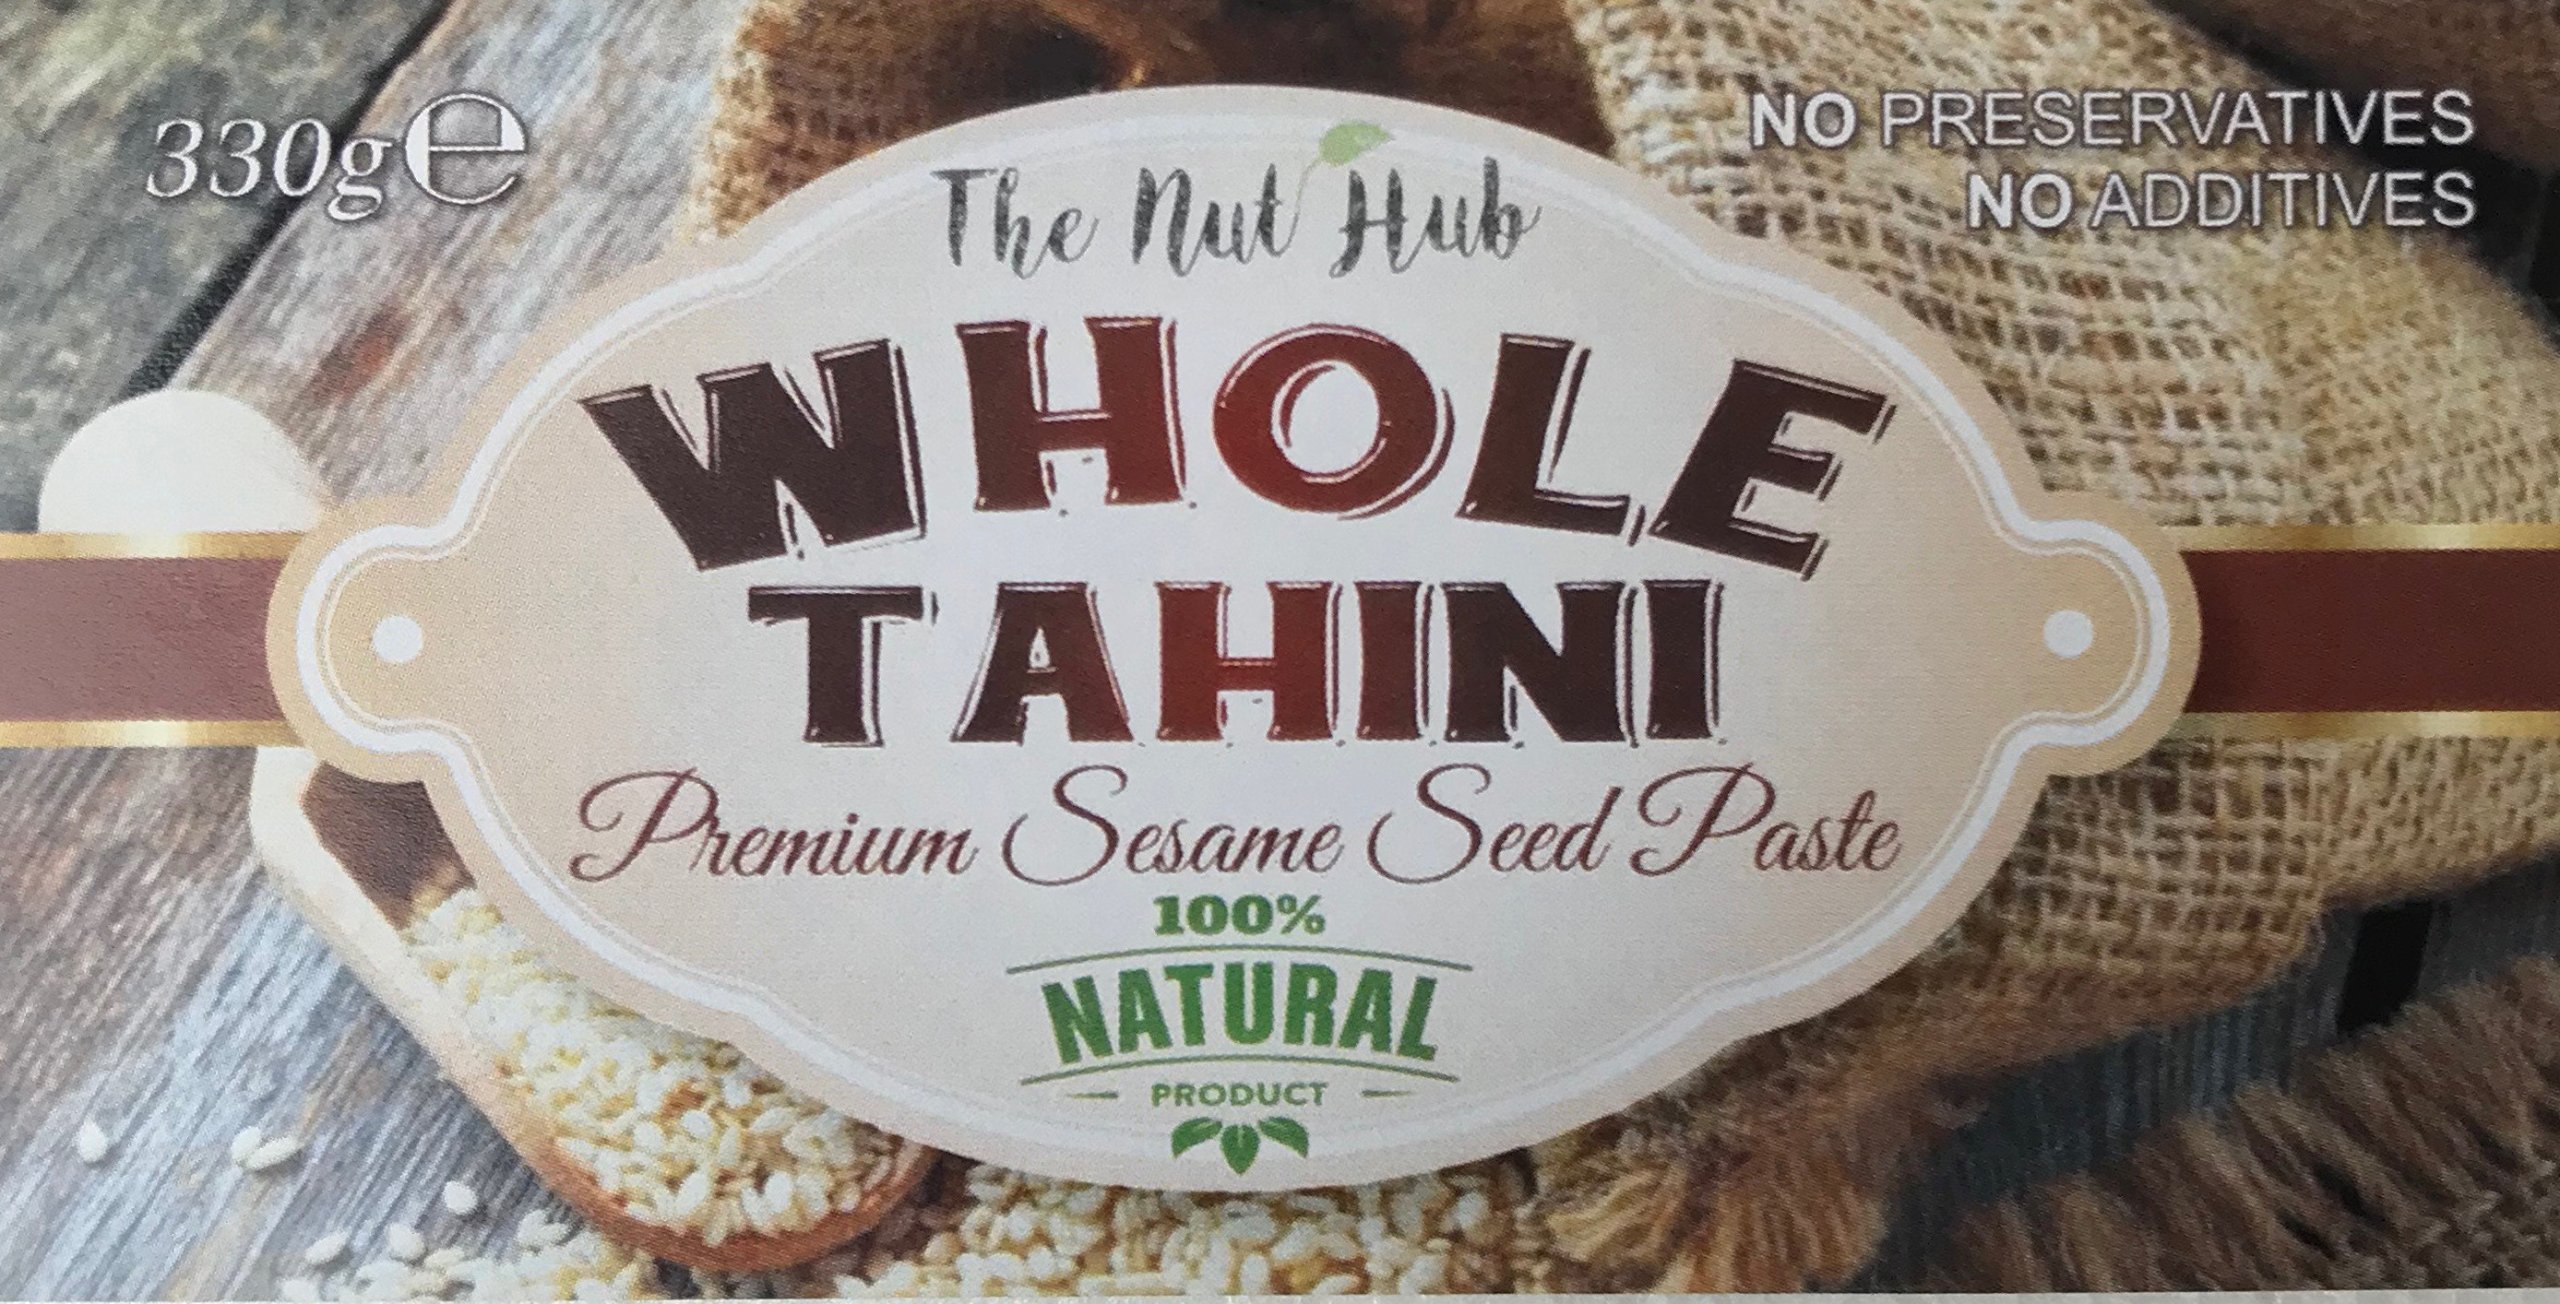 330g℮
NO PRESERVATIVES
NO ADDITIVES
The Nut Hub
WHOLE
TAHINI
Premium Sesame Seed Paste
100%
NATURAL
PRODUCT